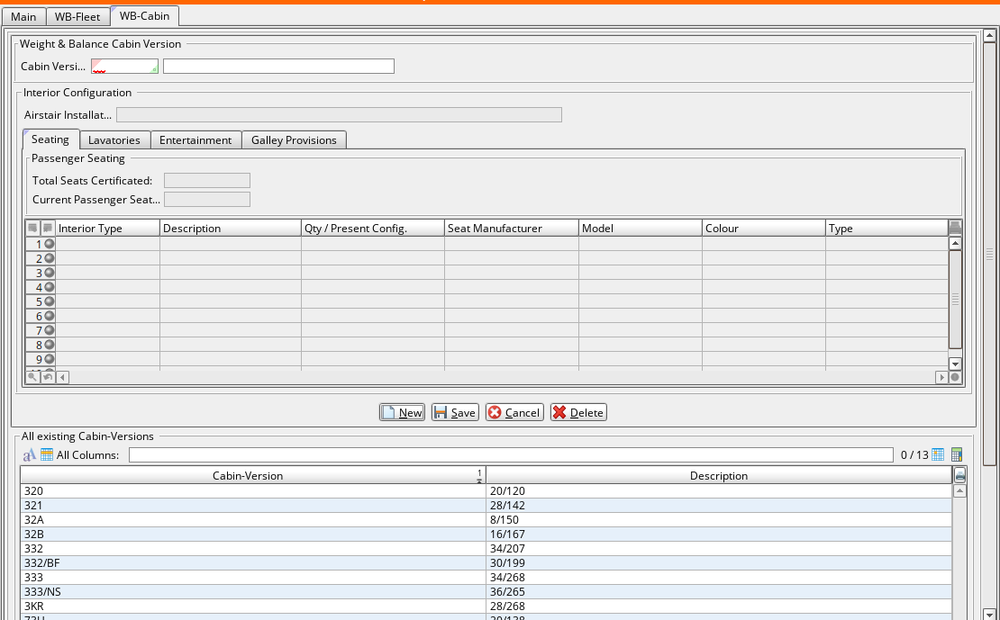 Main WB-Fleet WB-Cabin
Weight & Balance Cabin Version
Cabin Versi...
Interior Configuration
Airstair Installat...
Seating Lavatories Entertainment Galley Provisions
Passenger Seating
Total Seats Certificated:
Current Passenger Seat...
Interior Type Description Qty / Present Config. Seat Manufacturer Model Colour Type
1
2
3
4
5
6
7
8
9
New Save Cancel Delete
All existing Cabin-Versions
All Columns: 0 / 13
Cabin-Version 1 Description
320 20/120
321 28/142
32A 8/150
32B 16/167
332 34/207
332/BF 30/199
333 34/268
333/NS 36/265
3KR 28/268